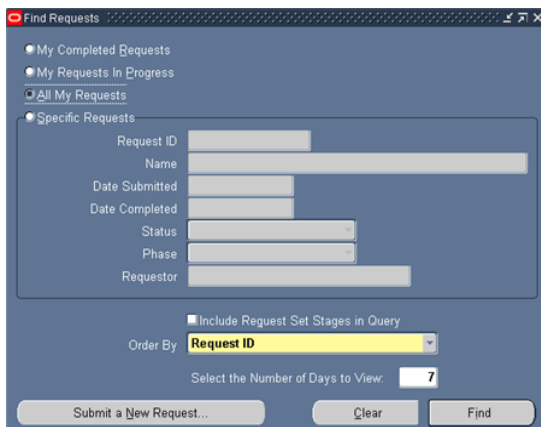 Find Requests
My Completed Requests
My Requests In Progress
All My Requests
Specific Requests
Request ID
Name
Date Submitted
Date Completed
Status
Phase
Requestor
Include Request Set Stages in Query
Order By Request ID
Select the Number of Days to View: 7
Submit a New Request... Clear Find